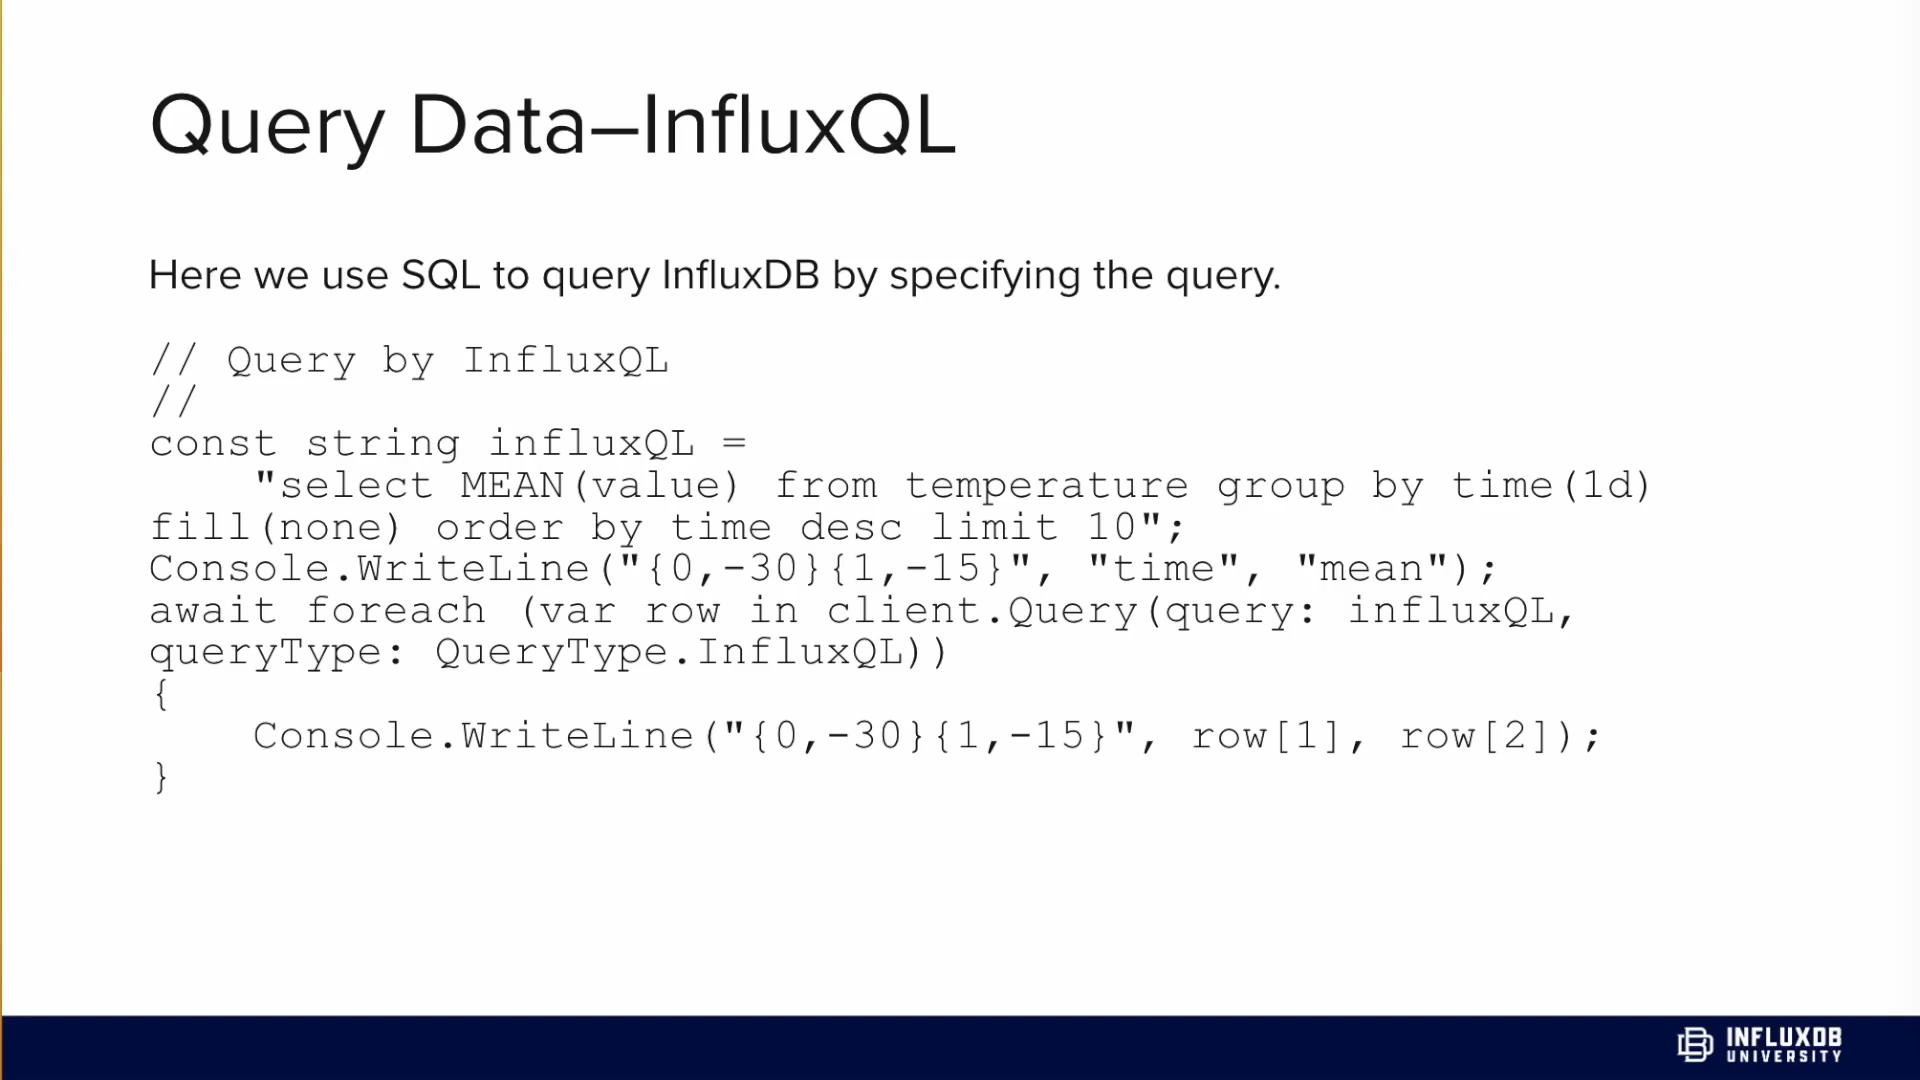 Query Data–InfluxQL
Here we use SQL to query InfluxDB by specifying the query.
// Query by InfluxQL
//
const string influxQL =
    "select MEAN(value) from temperature group by time(1d)
fill(none) order by time desc limit 10";
Console.WriteLine("{0,-30}{1,-15}", "time", "mean");
await foreach (var row in client.Query(query: influxQL,
queryType: QueryType.InfluxQL))
{
    Console.WriteLine("{0,-30}{1,-15}", row[1], row[2]);
}
INFLUXDB
UNIVERSITY